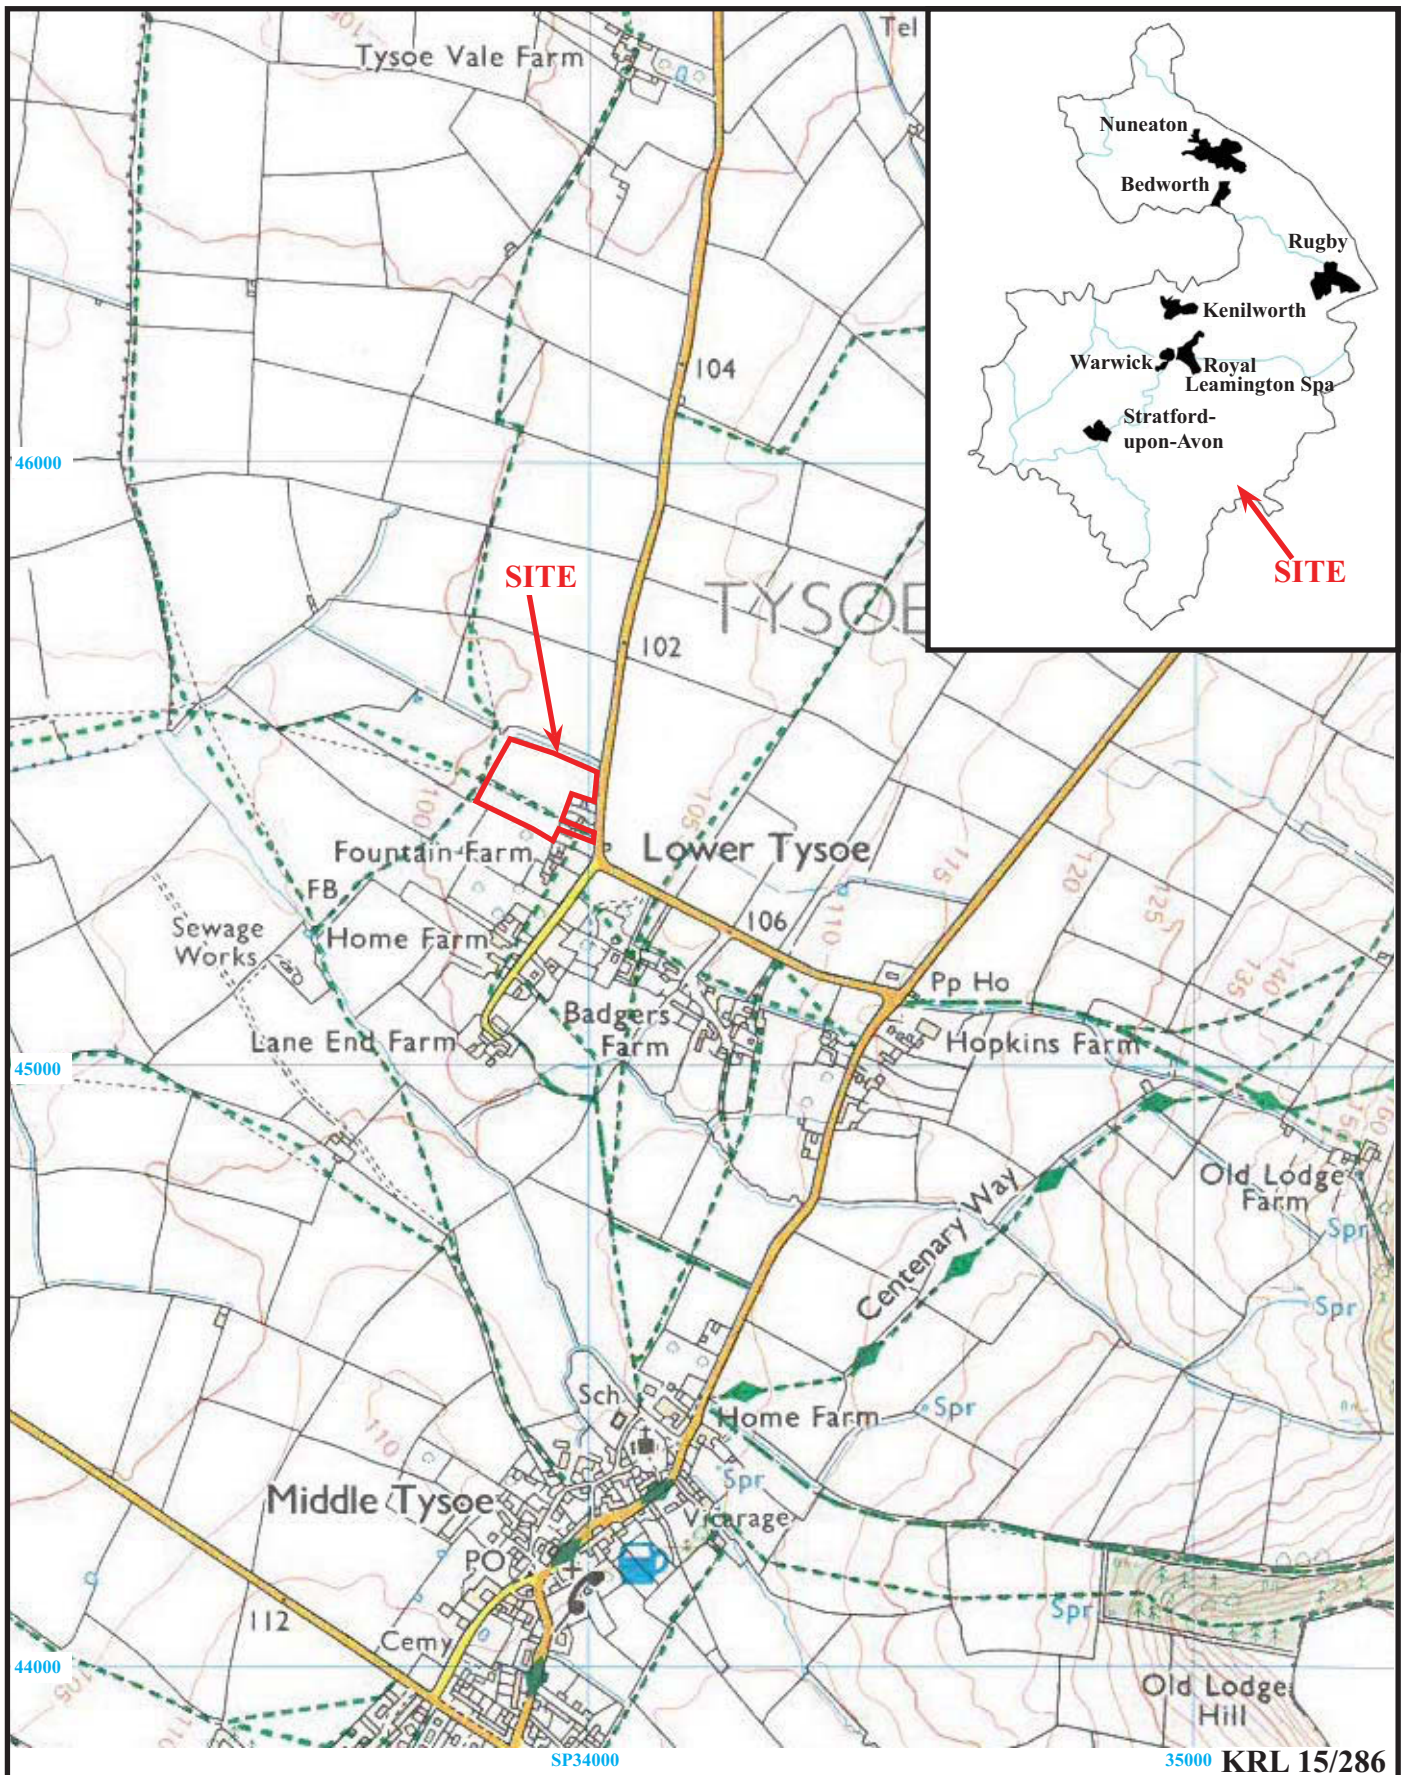 Tysoe Vale Farm
105
Tel
Nuneaton
Bedworth
Rugby
Kenilworth
Warwick
Royal
Leamington Spa
Stratford-
upon-Avon
SITE
104
46000
SITE
TYSOE
102
100
105
Fountain Farm
Lower Tysoe
115
120
125
FB
106
110
Sewage
Works
Home Farm
135
140
Pp Ho
Badgers
Farm
Lane End Farm
Hopkins Farm
45000
160
Old Lodge
Farm
Spr
Centenary Way
Spr
Sch
Home Farm
Spr
110
Spr
Middle Tysoe
Vicarage
PO
Spr
112
Cemy
44000
105
110
Old Lodge
Hill
SP34000
35000
KRL 15/286